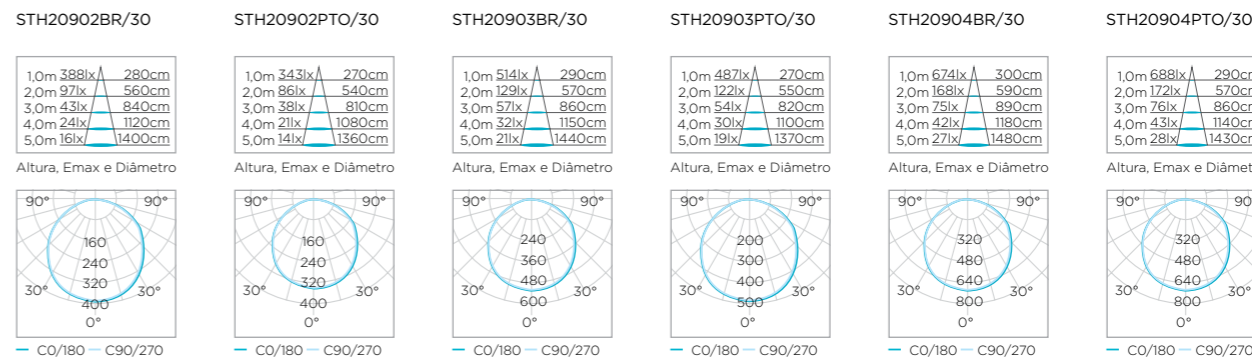 STH20902BR/30
1,0m 388lx 280cm
2,0m 97lx 560cm
3,0m 43lx 840cm
4,0m 24lx 1120cm
5,0m 16lx 1400cm
Altura, Emax e Diâmetro
90° 90°
160
240
320
30° 30°
400
0°
C0/180 C90/270
STH20902PTO/30
1,0m 343lx 270cm
2,0m 86lx 540cm
3,0m 38lx 810cm
4,0m 21lx 1080cm
5,0m 14lx 1360cm
Altura, Emax e Diâmetro
90° 90°
160
240
320
30° 30°
400
0°
C0/180 C90/270
STH20903BR/30
1,0m 514lx 290cm
2,0m 129lx 570cm
3,0m 57lx 860cm
4,0m 32lx 1150cm
5,0m 21lx 1440cm
Altura, Emax e Diâmetro
90° 90°
240
360
480
30° 30°
600
0°
C0/180 C90/270
STH20903PTO/30
1,0m 487lx 270cm
2,0m 122lx 550cm
3,0m 54lx 820cm
4,0m 30lx 1100cm
5,0m 19lx 1370cm
Altura, Emax e Diâmetro
90° 90°
200
300
400
30° 30°
500
0°
C0/180 C90/270
STH20904BR/30
1,0m 674lx 300cm
2,0m 168lx 590cm
3,0m 75lx 890cm
4,0m 42lx 1180cm
5,0m 27lx 1480cm
Altura, Emax e Diâmetro
90° 90°
320
480
640
30° 30°
800
0°
C0/180 C90/270
STH20904PTO/30
1,0m 688lx 290cm
2,0m 172lx 570cm
3,0m 76lx 860cm
4,0m 43lx 1140cm
5,0m 28lx 1430cm
Altura, Emax e Diâmet
90° 90
320
480
640
30° 30°
800
0°
C0/180 C90/270